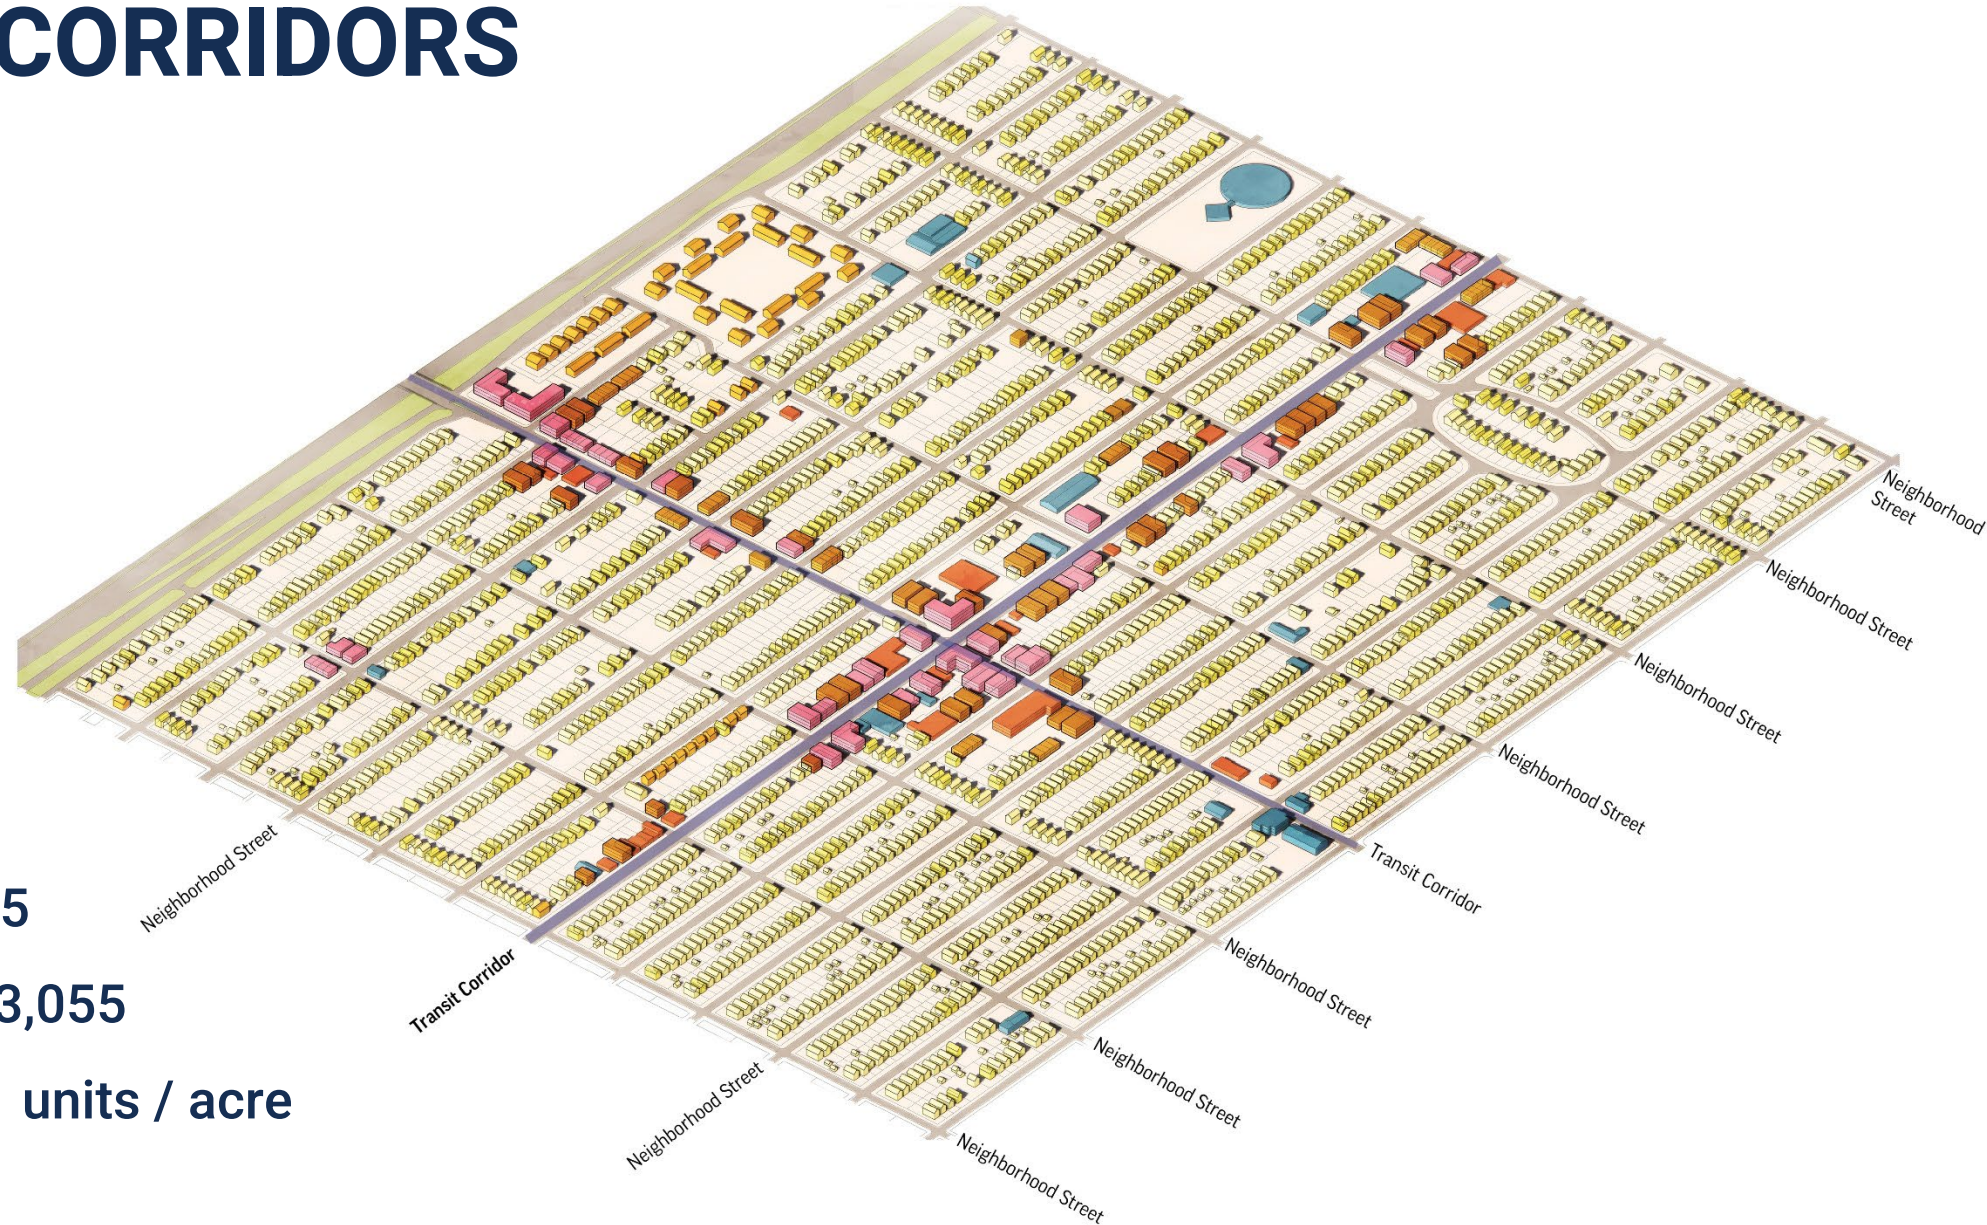 CORRIDORS
Neighborhood
Street
Neighborhood Street
Neighborhood Street
Neighborhood Street
Transit Corridor
Neighborhood Street
Neighborhood Street
Neighborhood Street
Neighborhood Street
Transit Corridor
Neighborhood Street
5
3,055
units / acre